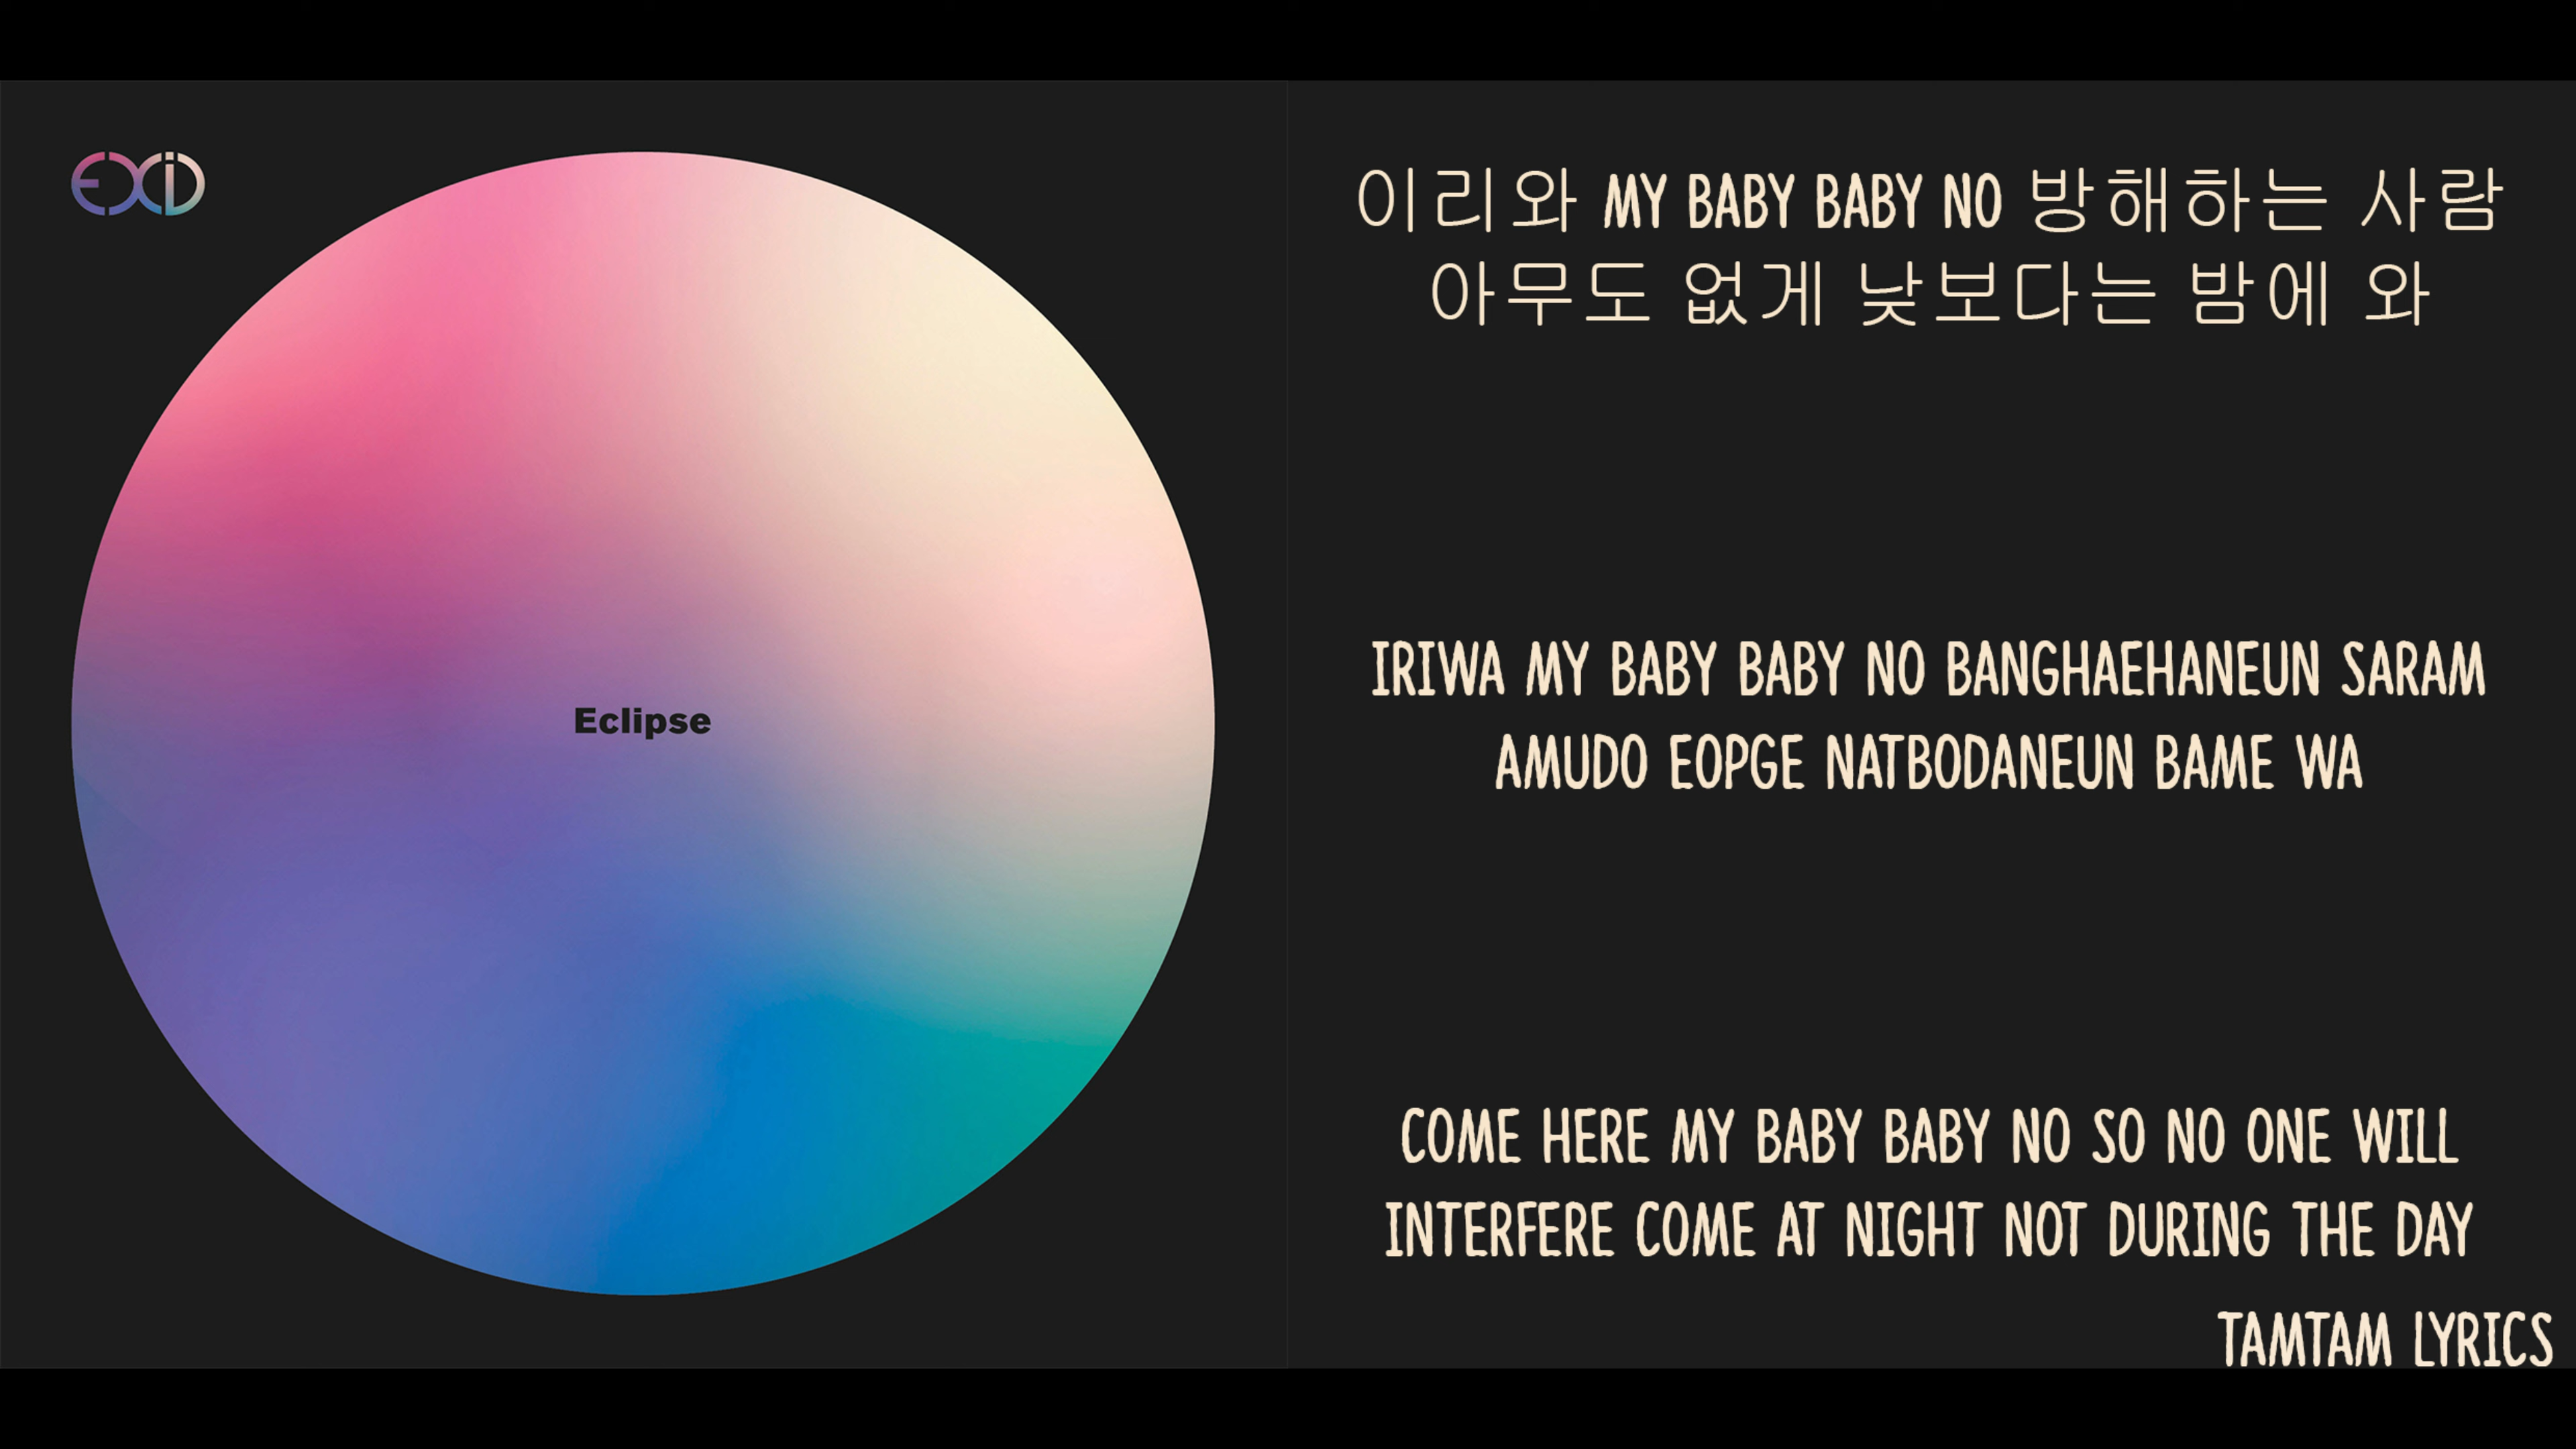 EXID
Eclipse
이리와 MY BABY BABY NO 방해하는 사람
아무도 없게 낮보다는 밤에 와
IRIWA MY BABY BABY NO BANGHAEHANEUN SARAM
AMUDO EOPGE NATBODANEUN BAME WA
COME HERE MY BABY BABY NO SO NO ONE WILL
INTERFERE COME AT NIGHT NOT DURING THE DAY
TAMTAM LYRICS